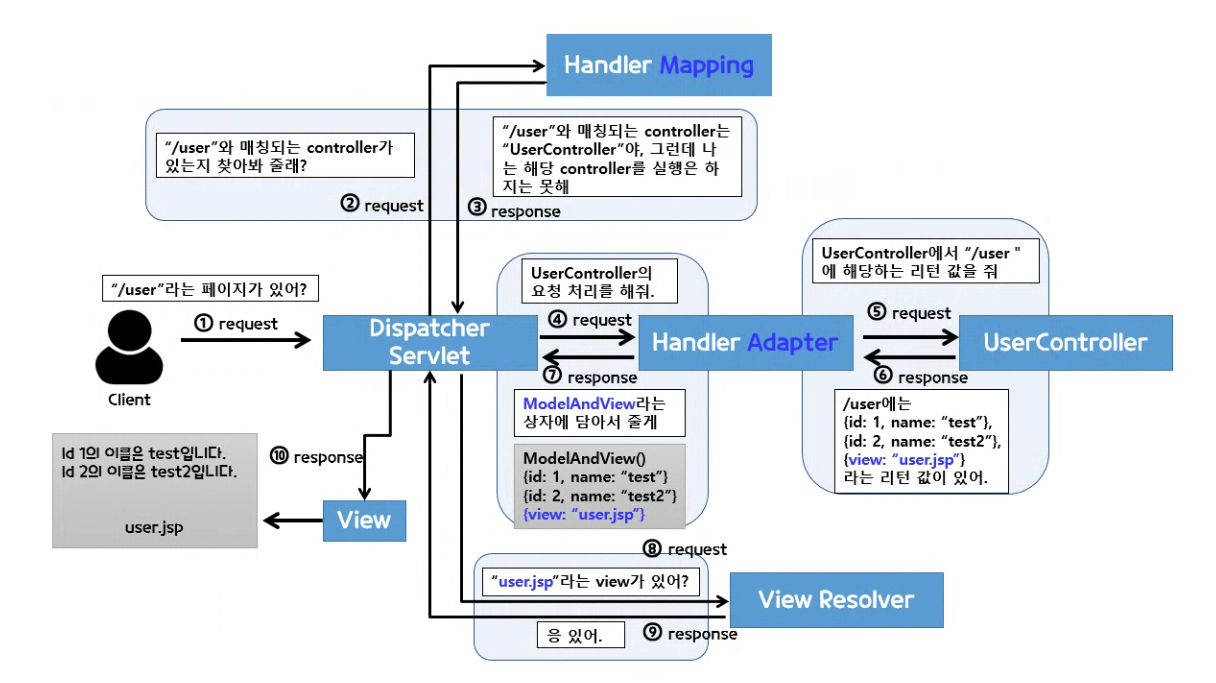 Handler Mapping
“/user”와 매칭되는 controller가
있는지 찾아봐 줄래?
“/user”와 매칭되는 controller는
“UserController”야, 그런데 나
는 해당 controller를 실행은 하
지는 못해
② request
③ response
“/user”라는 페이지가 있어?
① request
Client
Dispatcher
Servlet
UserController의
요청 처리를 해줘.
④ request
⑦ response
Handler Adapter
UserController에서 “/user "
에 해당하는 리턴 값을 줘
⑤ request
⑥ response
UserController
ModelAndView라는
상자에 담아서 줄게
ModelAndView()
{id: 1, name: “test”}
{id: 2, name: “test2”}
{view: “user.jsp”}
/user에는
{id: 1, name: “test”},
{id: 2, name: “test2”},
{view: “user.jsp”}
라는 리턴 값이 있어.
Id 1의 이름은 test입니다.
Id 2의 이름은 test2입니다.
user.jsp
⑩ response
View
⑧ request
“user.jsp”라는 view가 있어?
View Resolver
응 있어.
⑨ response